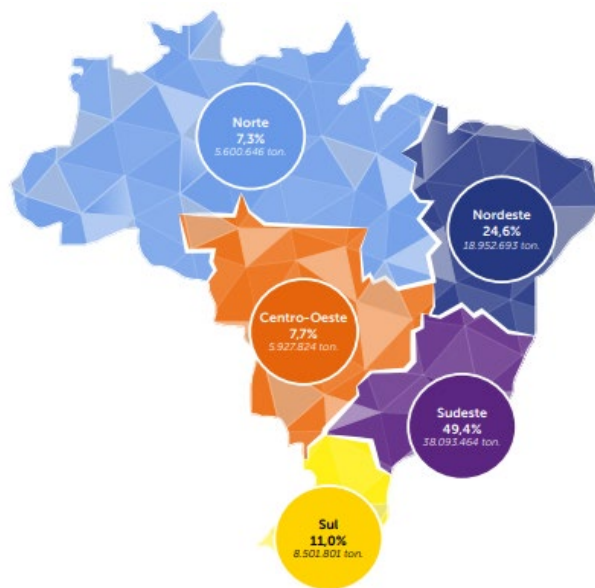 Norte
7,3%
5.600.646 ton.
Nordeste
24,6%
18.952.693 ton.
Centro-Oeste
7,7%
5.927.824 ton.
Sudeste
49,4%
38.093.464 ton.
Sul
11,0%
8.501.801 ton.